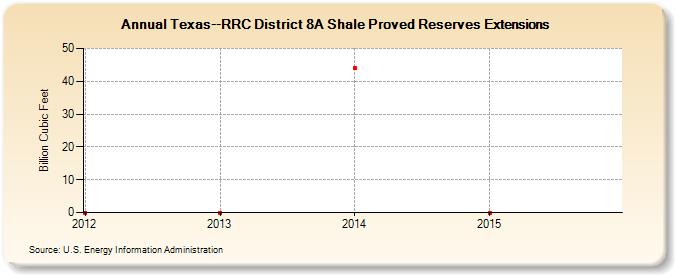 Annual Texas--RRC District 8A Shale Proved Reserves Extensions
Billion Cubic Feet
50
40
30
20
10
0
2012 2013 2014 2015
Source: U.S. Energy Information Administration